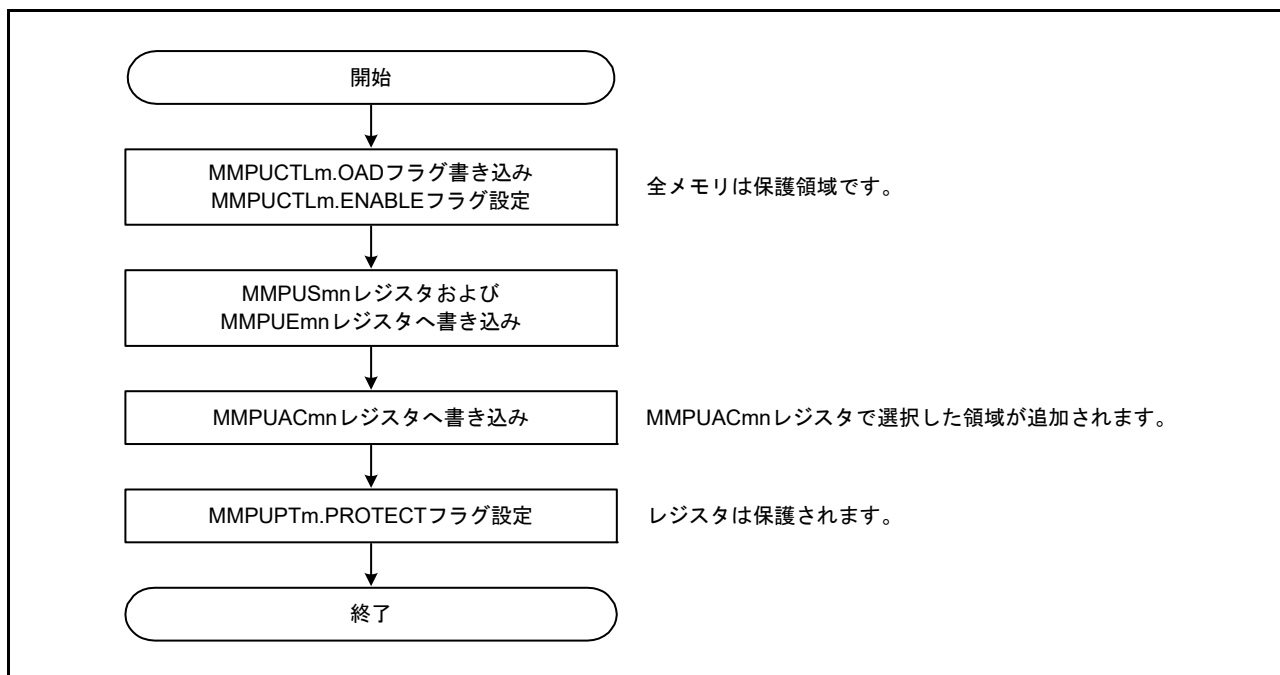 開始
MMPUCTLm.OADフラグ書き込み
MMPUCTLm.ENABLEフラグ設定
全メモリは保護領域です。
MMPUSmnレジスタおよび
MMPUEmnレジスタへ書き込み
MMPUACmnレジスタへ書き込み
MMPUACmnレジスタで選択した領域が追加されます。
MMPUPTm.PROTECTフラグ設定
レジスタは保護されます。
終了